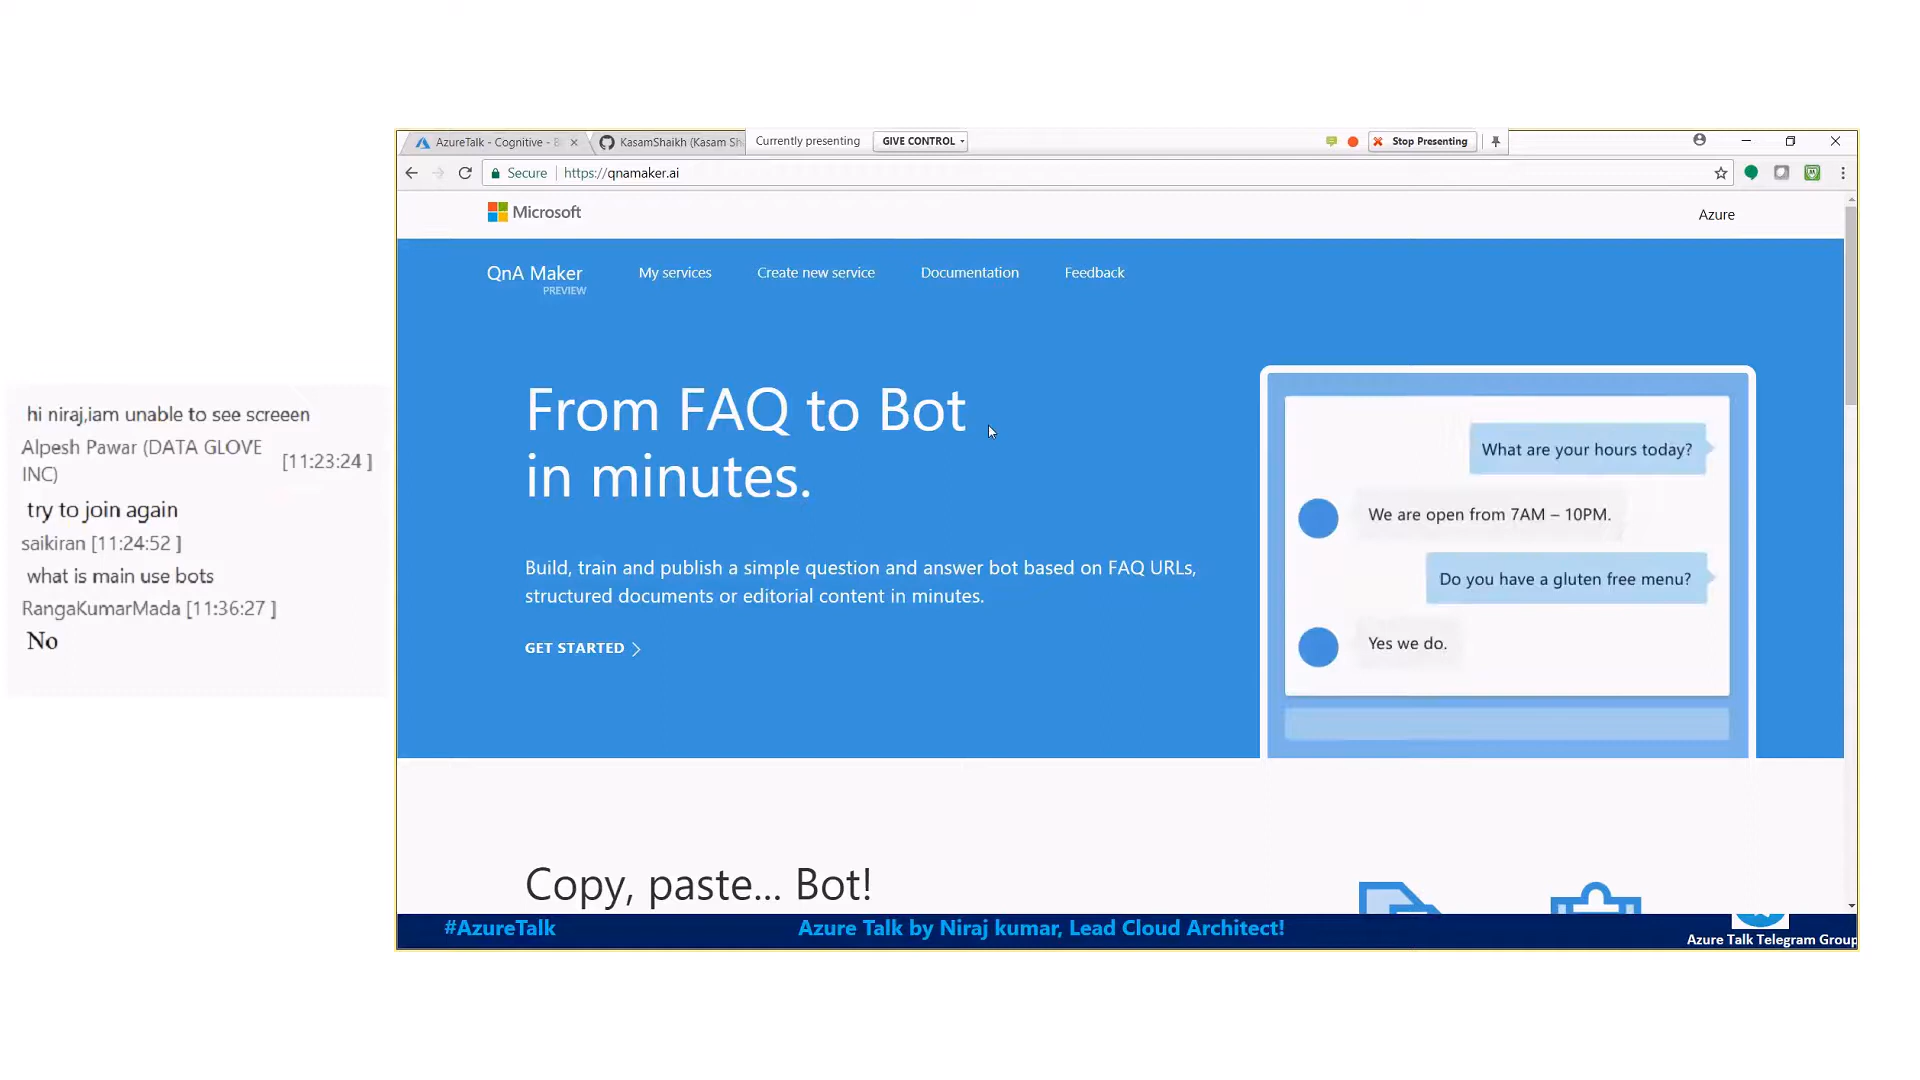 hi niraj,iam unable to see screeen
Alpesh Pawar (DATA GLOVE
INC)
[11:23:24 ]
try to join again
saikiran [11:24:52 ]
what is main use bots
RangaKumarMada [11:36:27 ]
No
AzureTalk - Cognitive - B
KasamShaikh (Kasam Sh
Currently presenting
GIVE CONTROL
Stop Presenting
Secure
https://qnamaker.ai
Microsoft
Azure
QnA Maker
PREVIEW
My services
Create new service
Documentation
Feedback
From FAQ to Bot
in minutes.
Build, train and publish a simple question and answer bot based on FAQ URLs,
structured documents or editorial content in minutes.
GET STARTED
What are your hours today?
We are open from 7AM – 10PM.
Do you have a gluten free menu?
Yes we do.
Copy, paste... Bot!
#AzureTalk
Azure Talk by Niraj kumar, Lead Cloud Architect!
Azure Talk Telegram Group